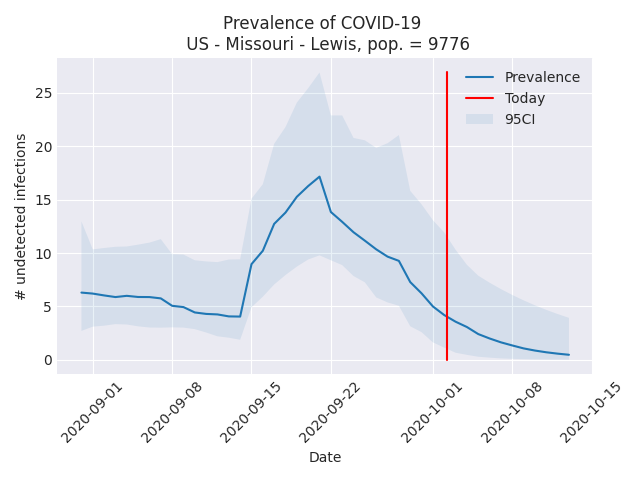 Prevalence of COVID-19
US - Missouri - Lewis, pop. = 9776
Prevalence
Today
95CI
# undetected infections
25
20
15
10
5
0
2020-09-01
2020-09-08
2020-09-15
2020-09-22
2020-10-01
2020-10-08
2020-10-15
Date